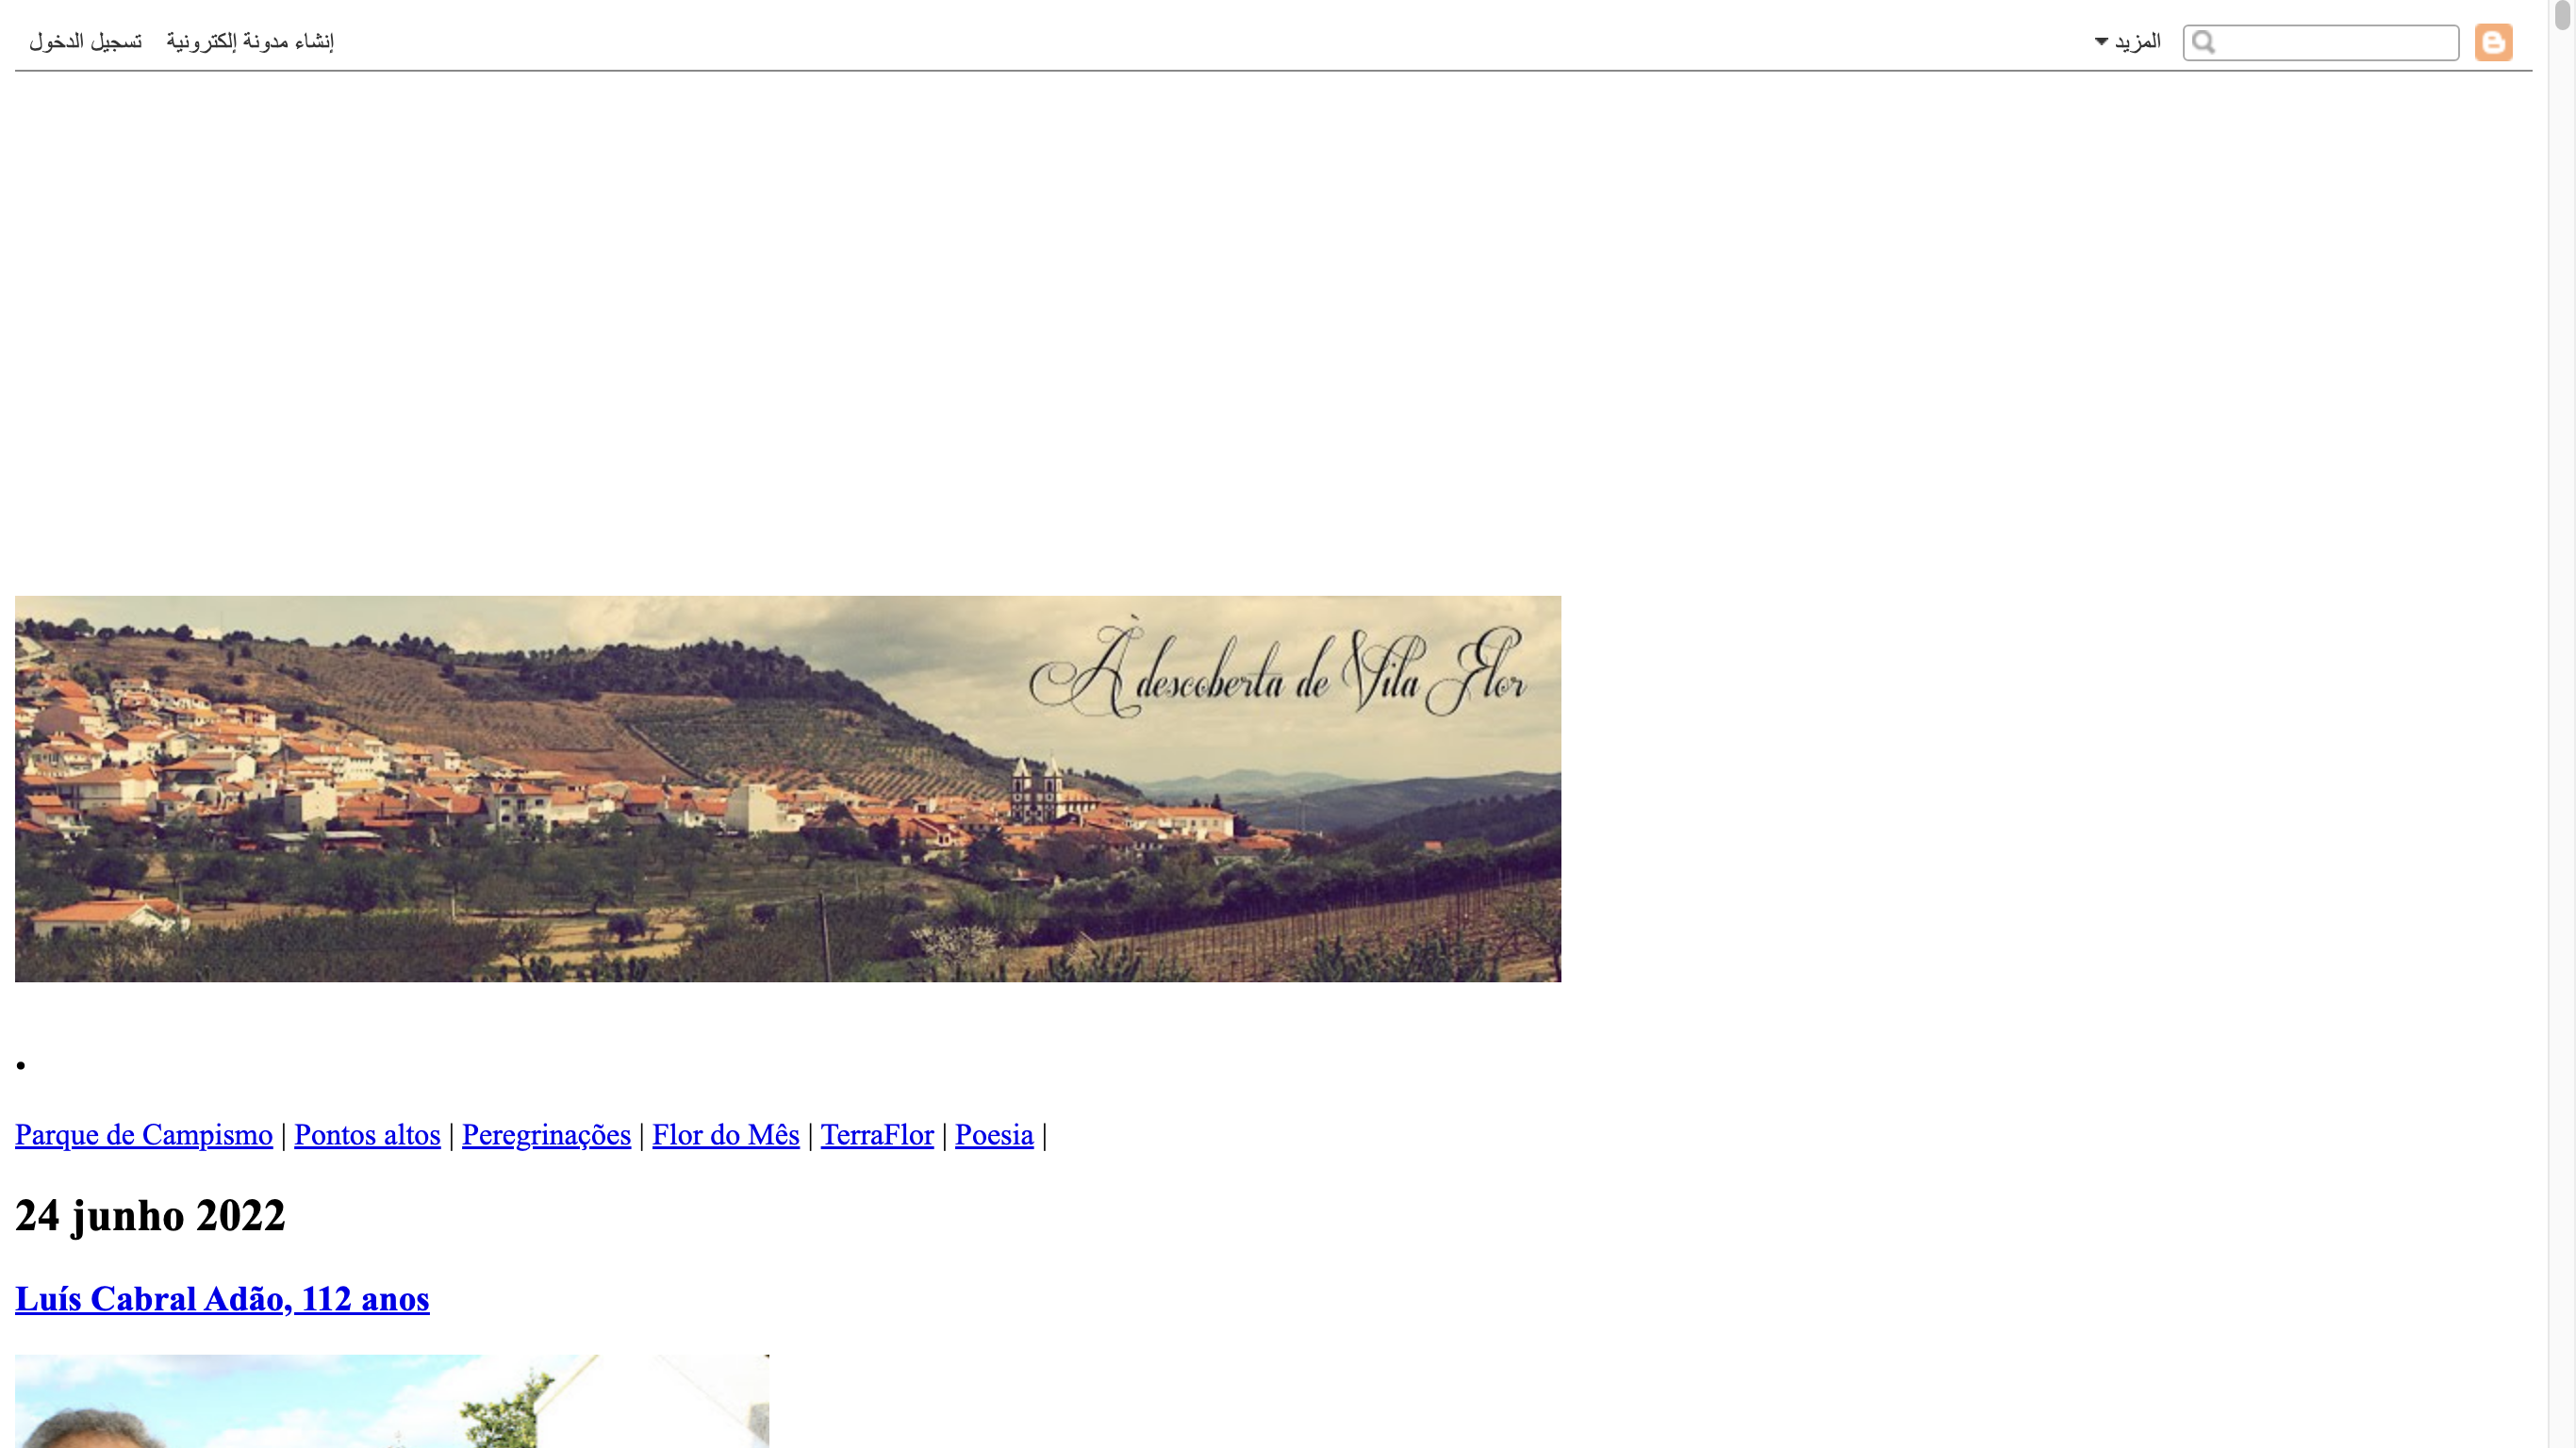 تسجيل الدخول إنشاء مدونة إلكترونية المزيد
À descoberta de Vila Flor
.
Parque de Campismo | Pontos altos | Peregrinações | Flor do Mês | TerraFlor | Poesia |
24 junho 2022
Luís Cabral Adão, 112 anos